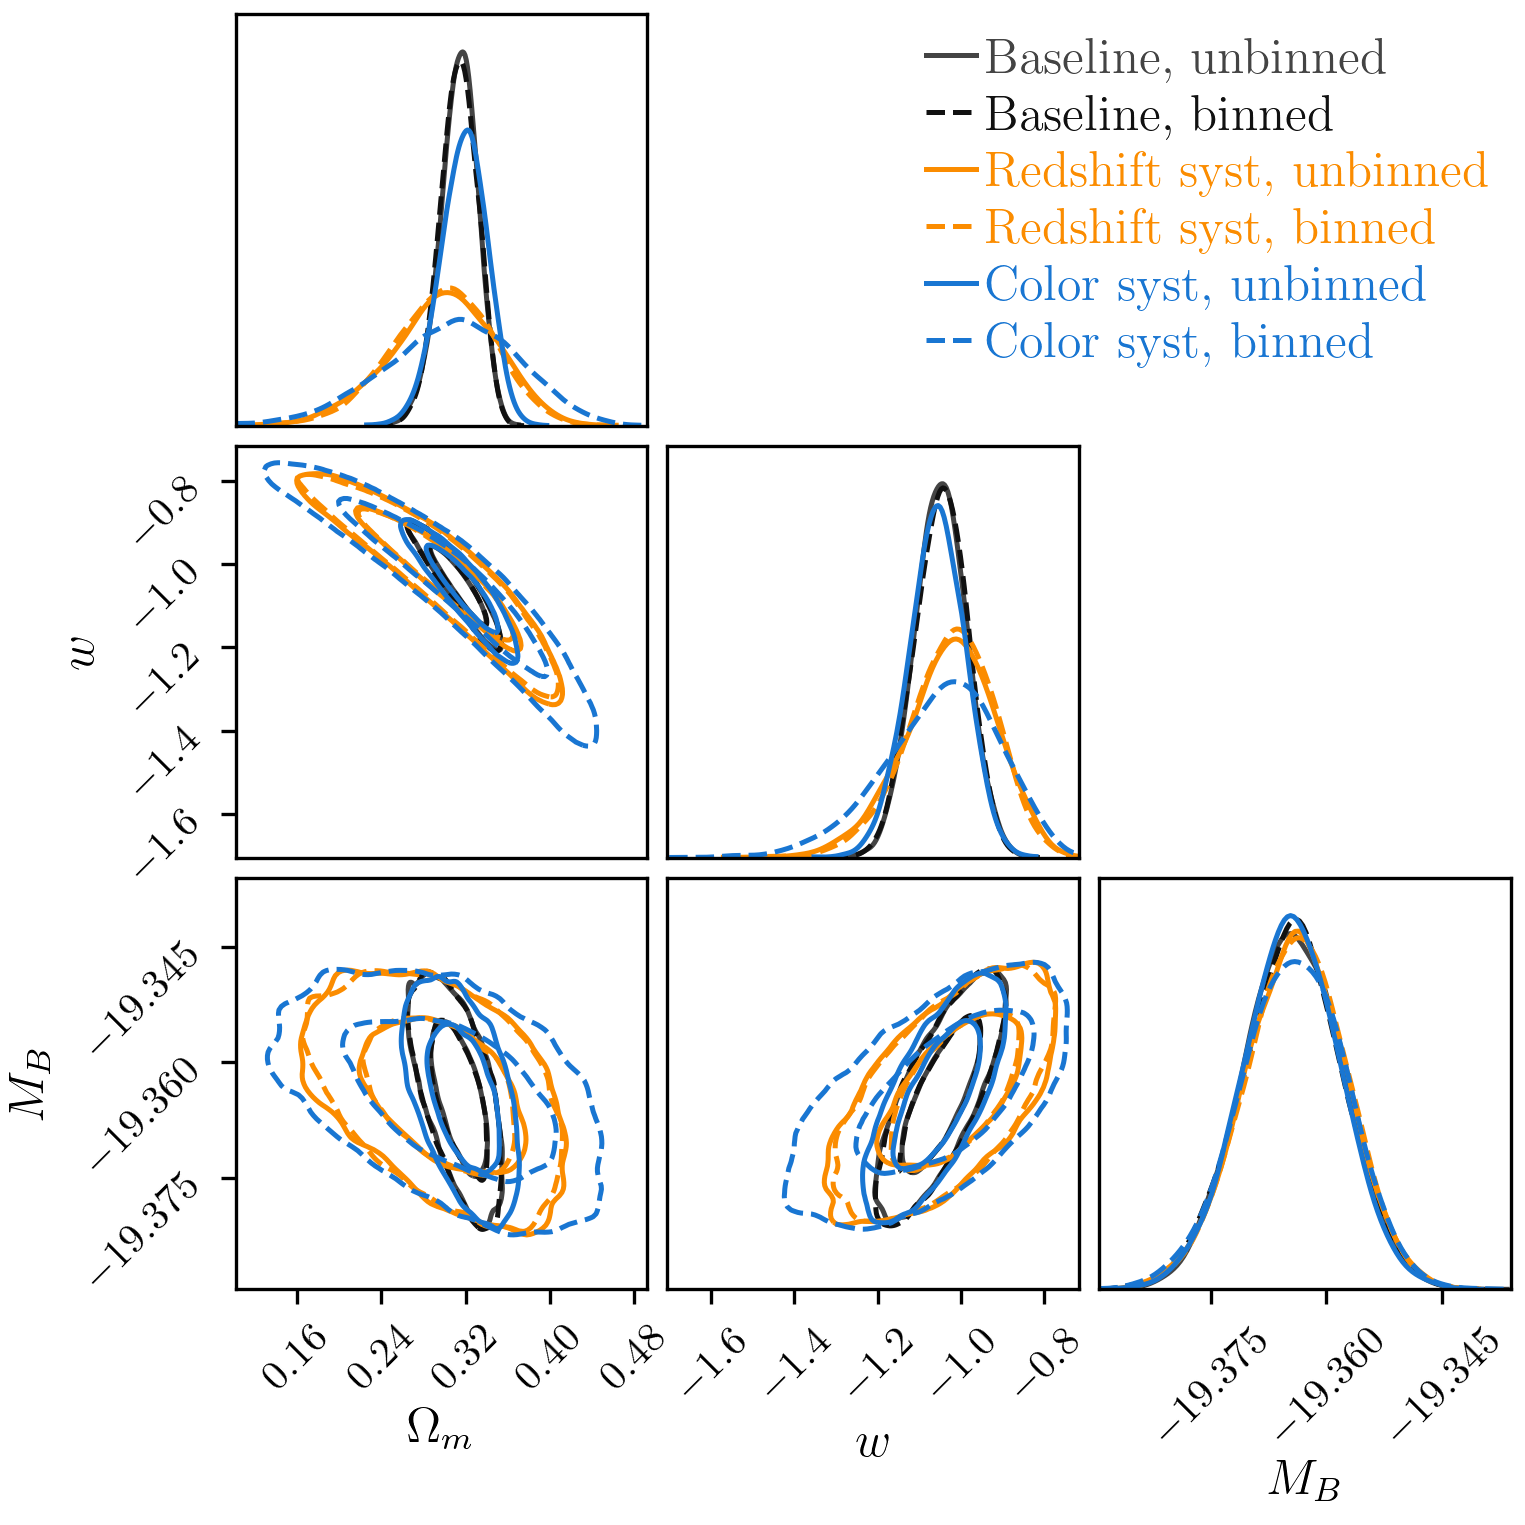 Baseline, unbinned
Baseline, binned
Redshift syst, unbinned
Redshift syst, binned
Color syst, unbinned
Color syst, binned
−0.8
−1.0
−1.2
−1.4
−1.6
w
−19.345
−19.360
−19.375
M_B
0.16 0.24 0.32 0.40 0.48
Ω_m
−1.6 −1.4 −1.2 −1.0 −0.8
w
−19.375 −19.360 −19.345
M_B